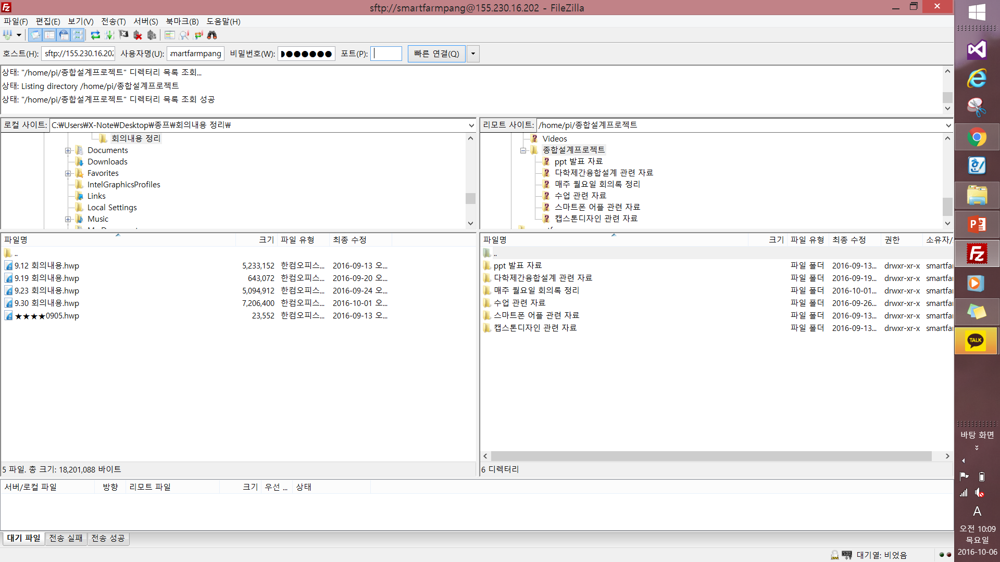 sftp://smartfarmpang@155.230.16.202 - FileZilla
파일(F) 편집(E) 보기(V) 전송(T) 서버(S) 북마크(B) 도움말(H)
호스트(H): sftp://155.230.16.202 사용자명(U): smartfarmpang 비밀번호(W): ●●●●●●● 포트(P): 빠른 연결(Q)
상태: "/home/pi/종합설계프로젝트" 디렉터리 목록 조회...
상태: Listing directory /home/pi/종합설계프로젝트
상태: "/home/pi/종합설계프로젝트" 디렉터리 목록 조회 성공
로컬 사이트: C:₩Users₩X-Note₩Desktop₩종프₩회의내용 정리₩
회의내용 정리
Documents
Downloads
Favorites
IntelGraphicsProfiles
Links
Local Settings
Music
리모트 사이트: /home/pi/종합설계프로젝트
Videos
종합설계프로젝트
ppt 발표 자료
다학제간융합설계 관련 자료
매주 월요일 회의록 정리
수업 관련 자료
스마트폰 어플 관련 자료
캡스톤디자인 관련 자료
파일명 크기 파일 유형 최종 수정
..
9.12 회의내용.hwp 5,233,152 한컴오피스... 2016-09-13 오...
9.19 회의내용.hwp 643,072 한컴오피스... 2016-09-20 오...
9.23 회의내용.hwp 5,094,912 한컴오피스... 2016-09-24 오...
9.30 회의내용.hwp 7,206,400 한컴오피스... 2016-10-01 오...
★★★★0905.hwp 23,552 한컴오피스... 2016-09-13 오...
5 파일. 총 크기: 18,201,088 바이트
파일명 크기 파일 유형 최종 수정 권한 소유자/
..
ppt 발표 자료 파일 폴더 2016-09-13... drwxr-xr-x smartfar
다학제간융합설계 관련 자료 파일 폴더 2016-09-19... drwxr-xr-x smartfar
매주 월요일 회의록 정리 파일 폴더 2016-10-01... drwxr-xr-x smartfar
수업 관련 자료 파일 폴더 2016-09-26... drwxr-xr-x smartfar
스마트폰 어플 관련 자료 파일 폴더 2016-09-13... drwxr-xr-x smartfar
캡스톤디자인 관련 자료 파일 폴더 2016-09-13... drwxr-xr-x smartfar
6 디렉터리
서버/로컬 파일 방향 리모트 파일 크기 우선 ... 상태
대기 파일 전송 실패 전송 성공
대기열: 비었음
TALK
바탕 화면
A
오전 10:09
목요일
2016-10-06